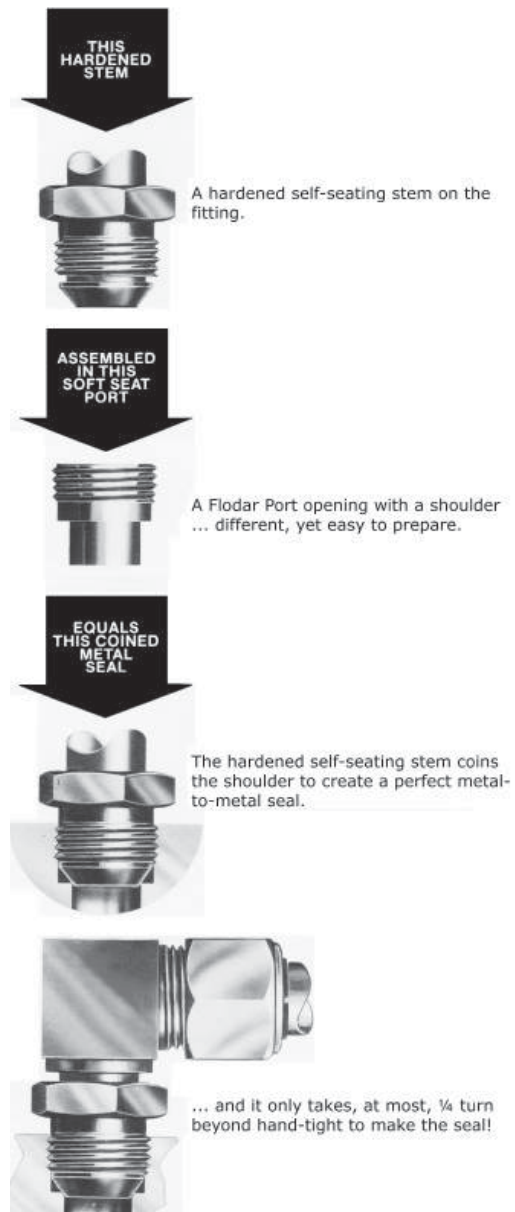 THIS
HARDENED
STEM
A hardened self-seating stem on the
fitting.
ASSEMBLED
IN THIS
SOFT SEAT
PORT
A Flodar Port opening with a shoulder
... different, yet easy to prepare.
EQUALS
THIS COINED
METAL
SEAL
The hardened self-seating stem coins
the shoulder to create a perfect metal-
to-metal seal.
... and it only takes, at most, ¼ turn
beyond hand-tight to make the seal!